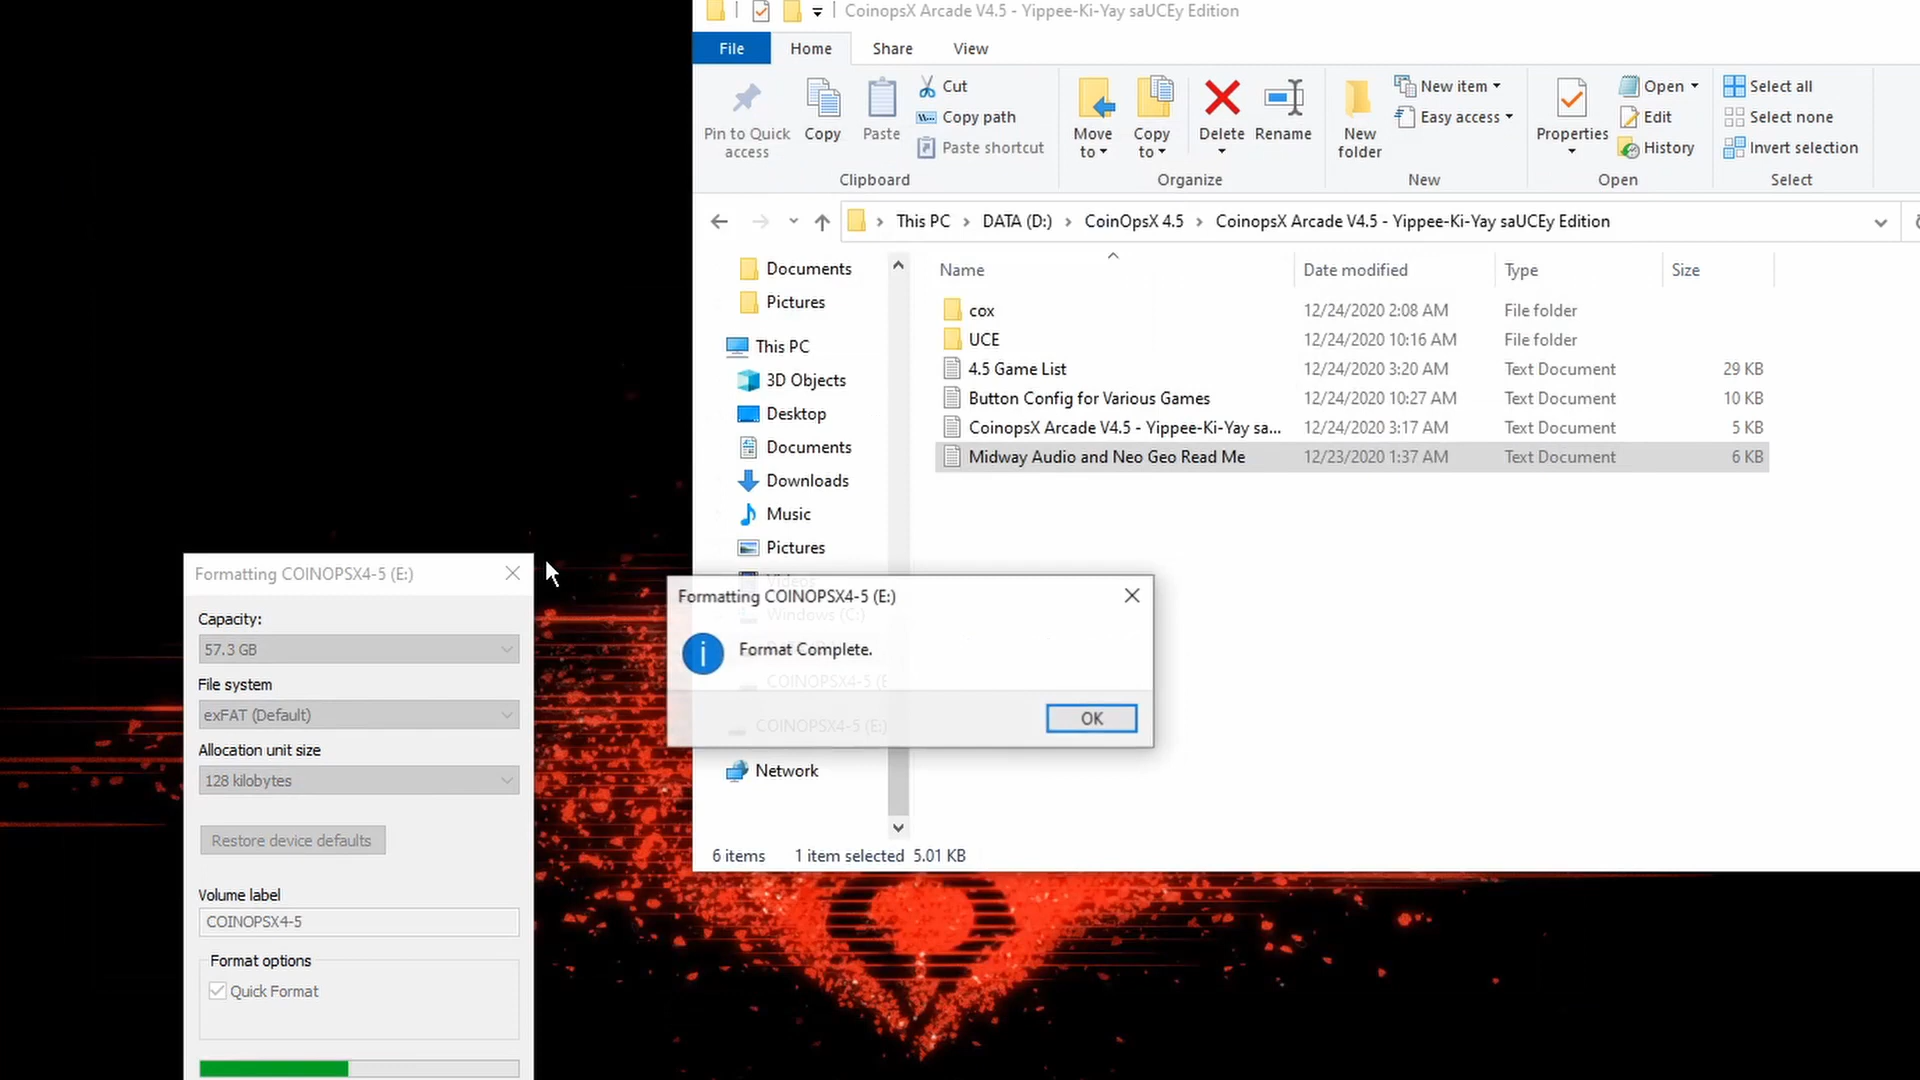 CoinopsX Arcade V4.5 - Yippee-Ki-Yay saUCEy Edition
File Home Share View
Pin to Quick access
Copy
Paste
Cut
Copy path
Paste shortcut
Clipboard
Move to
Copy to
Delete
Rename
Organize
New folder
New item
Easy access
New
Properties
Open
Edit
History
Open
Select all
Select none
Invert selection
Select
This PC > DATA (D:) > CoinOpsX 4.5 > CoinopsX Arcade V4.5 - Yippee-Ki-Yay saUCEy Edition
Documents
Pictures
This PC
3D Objects
Desktop
Documents
Downloads
Music
Pictures
Videos
Windows (C:)
COINOPSX4-5 (E
COINOPSX4-5 (E:)
Network
Name Date modified Type Size
cox 12/24/2020 2:08 AM File folder
UCE 12/24/2020 10:16 AM File folder
4.5 Game List 12/24/2020 3:20 AM Text Document 29 KB
Button Config for Various Games 12/24/2020 10:27 AM Text Document 10 KB
CoinopsX Arcade V4.5 - Yippee-Ki-Yay sa... 12/24/2020 3:17 AM Text Document 5 KB
Midway Audio and Neo Geo Read Me 12/23/2020 1:37 AM Text Document 6 KB
6 items 1 item selected 5.01 KB
Formatting COINOPSX4-5 (E:)
Format Complete.
OK
Formatting COINOPSX4-5 (E:)
Capacity:
57.3 GB
File system
exFAT (Default)
Allocation unit size
128 kilobytes
Restore device defaults
Volume label
COINOPSX4-5
Format options
Quick Format